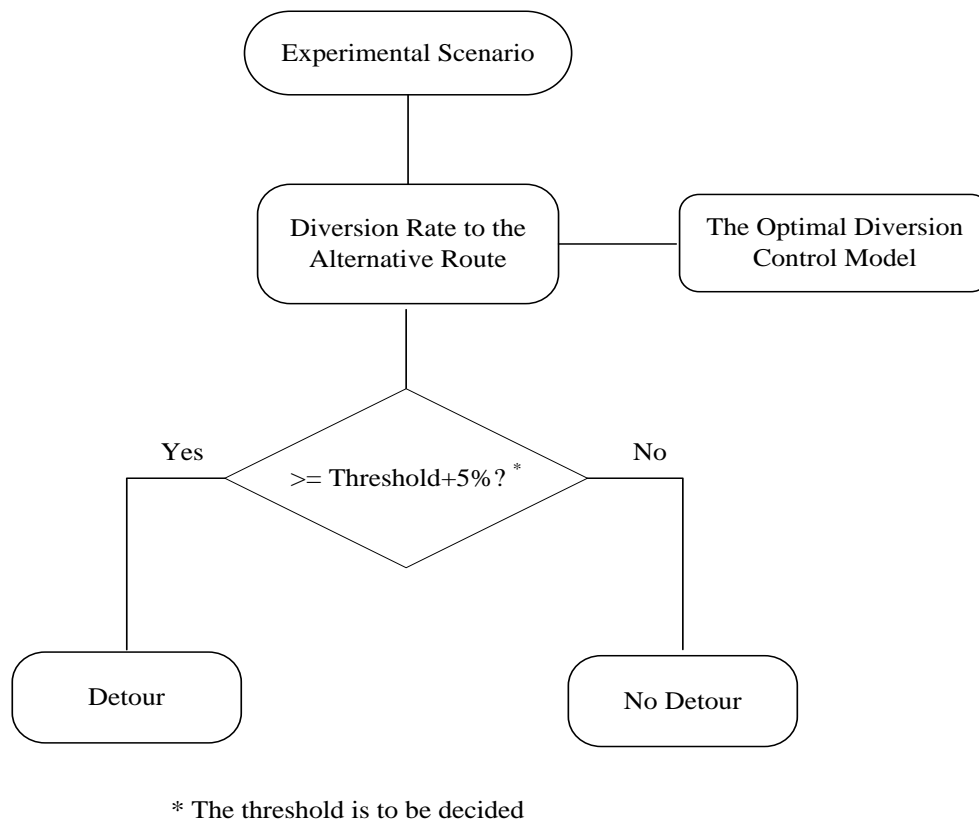 Experimental Scenario
Diversion Rate to the
Alternative Route
The Optimal Diversion
Control Model
Yes
No
>= Threshold+5%? *
Detour
No Detour
* The threshold is to be decided